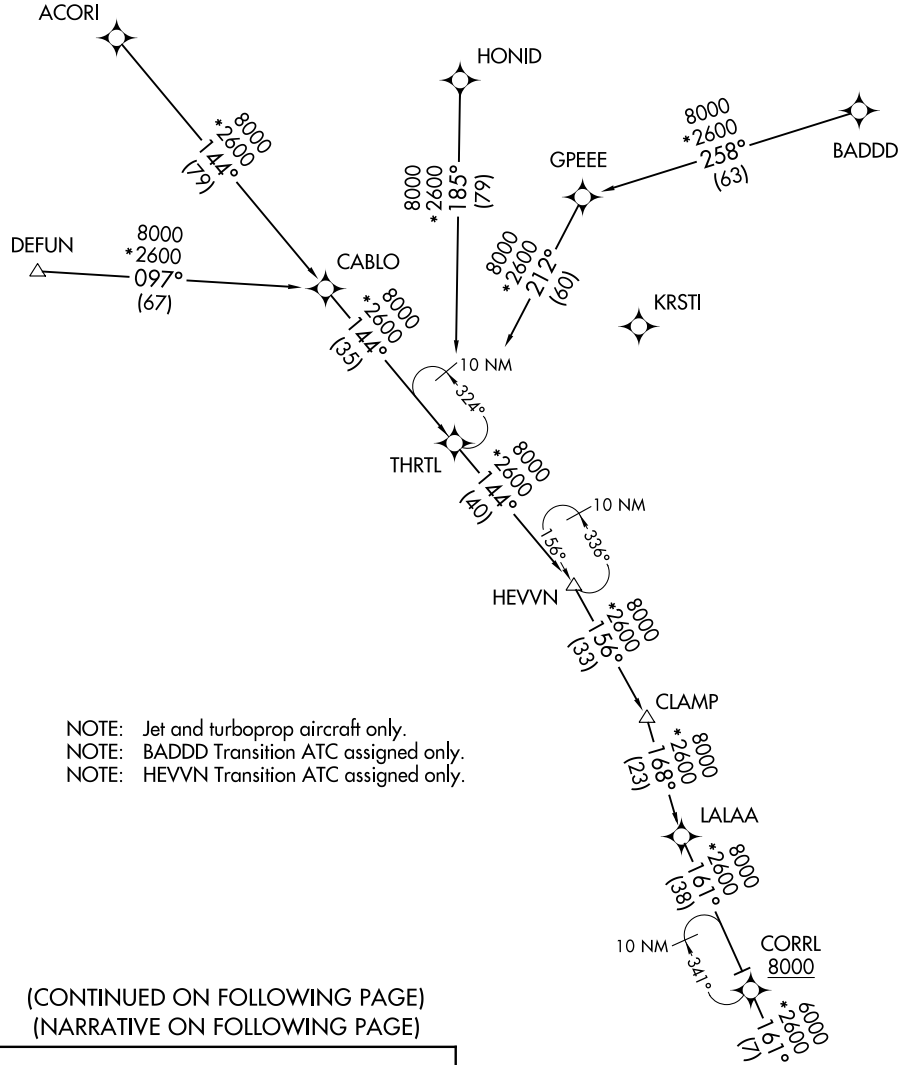 ACORI
8000
*2600
144°
(79)
HONID
8000
*2600
185°
(79)
BADDD
8000
*2600
258°
(63)
GPEEE
8000
*2600
212°
(60)
DEFUN
8000
*2600
097°
(67)
CABLO
8000
*2600
144°
(35)
KRSTI
10 NM
324°
THRTL
8000
*2600
144°
(40)
10 NM
156°
336°
HEVVN
8000
*2600
156°
(33)
CLAMP
8000
*2600
168°
(23)
NOTE: Jet and turboprop aircraft only.
NOTE: BADDD Transition ATC assigned only.
NOTE: HEVVN Transition ATC assigned only.
LALAA
8000
*2600
161°
(38)
10 NM
341°
CORRL
8000
6000
*2600
161°
(7)
(CONTINUED ON FOLLOWING PAGE)
(NARRATIVE ON FOLLOWING PAGE)